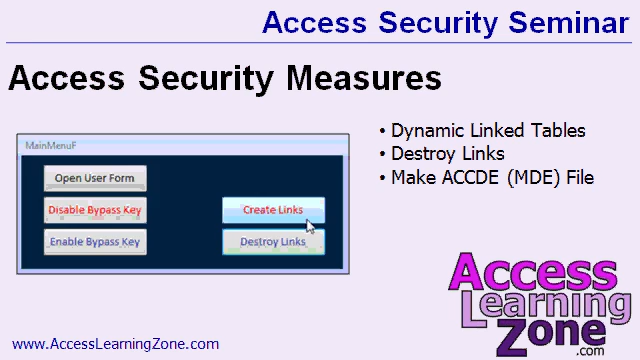 Access Security Seminar
Access Security Measures
MainMenuF
Open User Form
Disable Bypass Key
Create Links
Enable Bypass Key
Destroy Links
• Dynamic Linked Tables
• Destroy Links
• Make ACCDE (MDE) File
www.AccessLearningZone.com
Access
Learning
Zone
.com